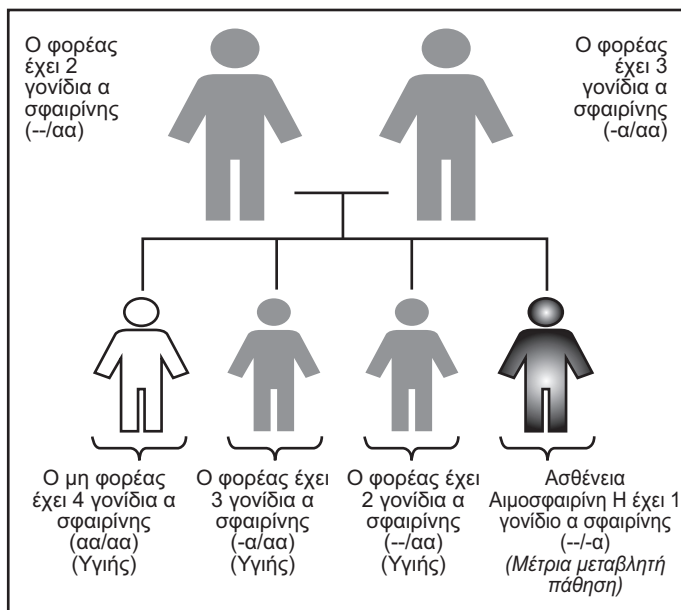 Ο φορέας
έχει 2
γονίδια α
σφαιρίνης
(--/αα)
Ο φορέας
έχει 3
γονίδια α
σφαιρίνης
(-α/αα)
Ο μη φορέας
έχει 4 γονίδια α
σφαιρίνης
(αα/αα)
(Υγιής)
Ο φορέας έχει
3 γονίδια α
σφαιρίνης
(-α/αα)
(Υγιής)
Ο φορέας έχει
2 γονίδια α
σφαιρίνης
(--/αα)
(Υγιής)
Ασθένεια
Αιμοσφαιρίνη Η έχει 1
γονίδιο α σφαιρίνης
(--/-α)
(Μέτρια μεταβλητή
πάθηση)